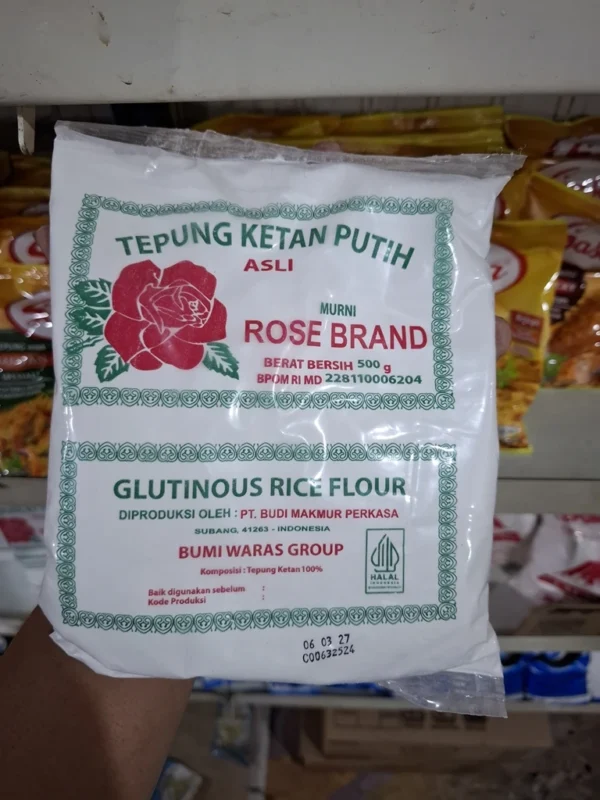 TEPUNG KETAN PUTIH
ASLI
MURNI
ROSE BRAND
BERAT BERSIH 500 g
BPOM RI MD 228110006204
GLUTINOUS RICE FLOUR
DIPRODUKSI OLEH : PT. BUDI MAKMUR PERKASA
SUBANG, 41263 - INDONESIA
BUMI WARAS GROUP
Komposisi : Tepung Ketan 100%
HALAL
INDONESIA
Baik digunakan sebelum :
Kode Produksi :
06 03 27
C00632524